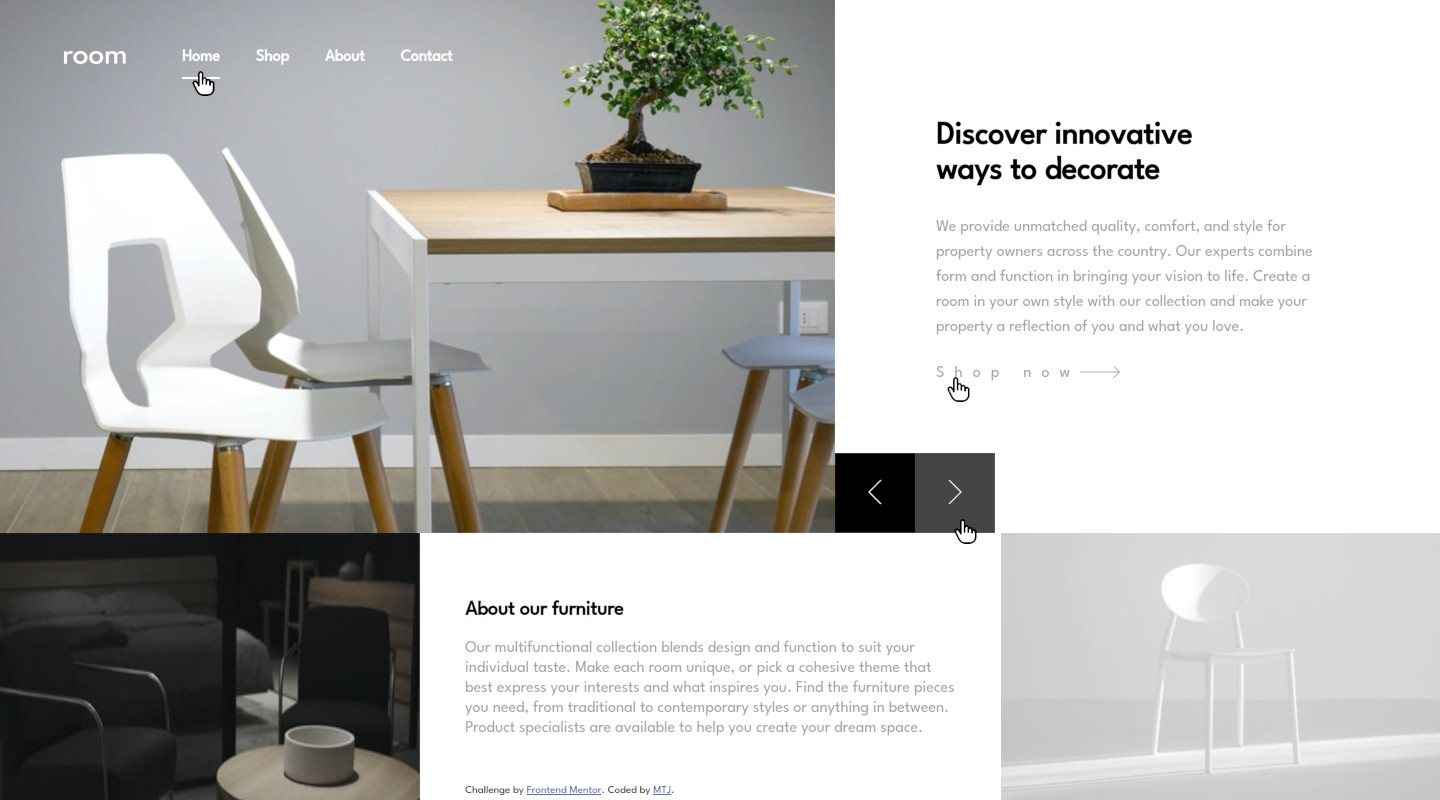 room
Home Shop About Contact
Discover innovative
ways to decorate
We provide unmatched quality, comfort, and style for
property owners across the country. Our experts combine
form and function in bringing your vision to life. Create a
room in your own style with our collection and make your
property a reflection of you and what you love.
Shop now
About our furniture
Our multifunctional collection blends design and function to suit your
individual taste. Make each room unique, or pick a cohesive theme that
best express your interests and what inspires you. Find the furniture pieces
you need, from traditional to contemporary styles or anything in between.
Product specialists are available to help you create your dream space.
Challenge by Frontend Mentor. Coded by MTJ.